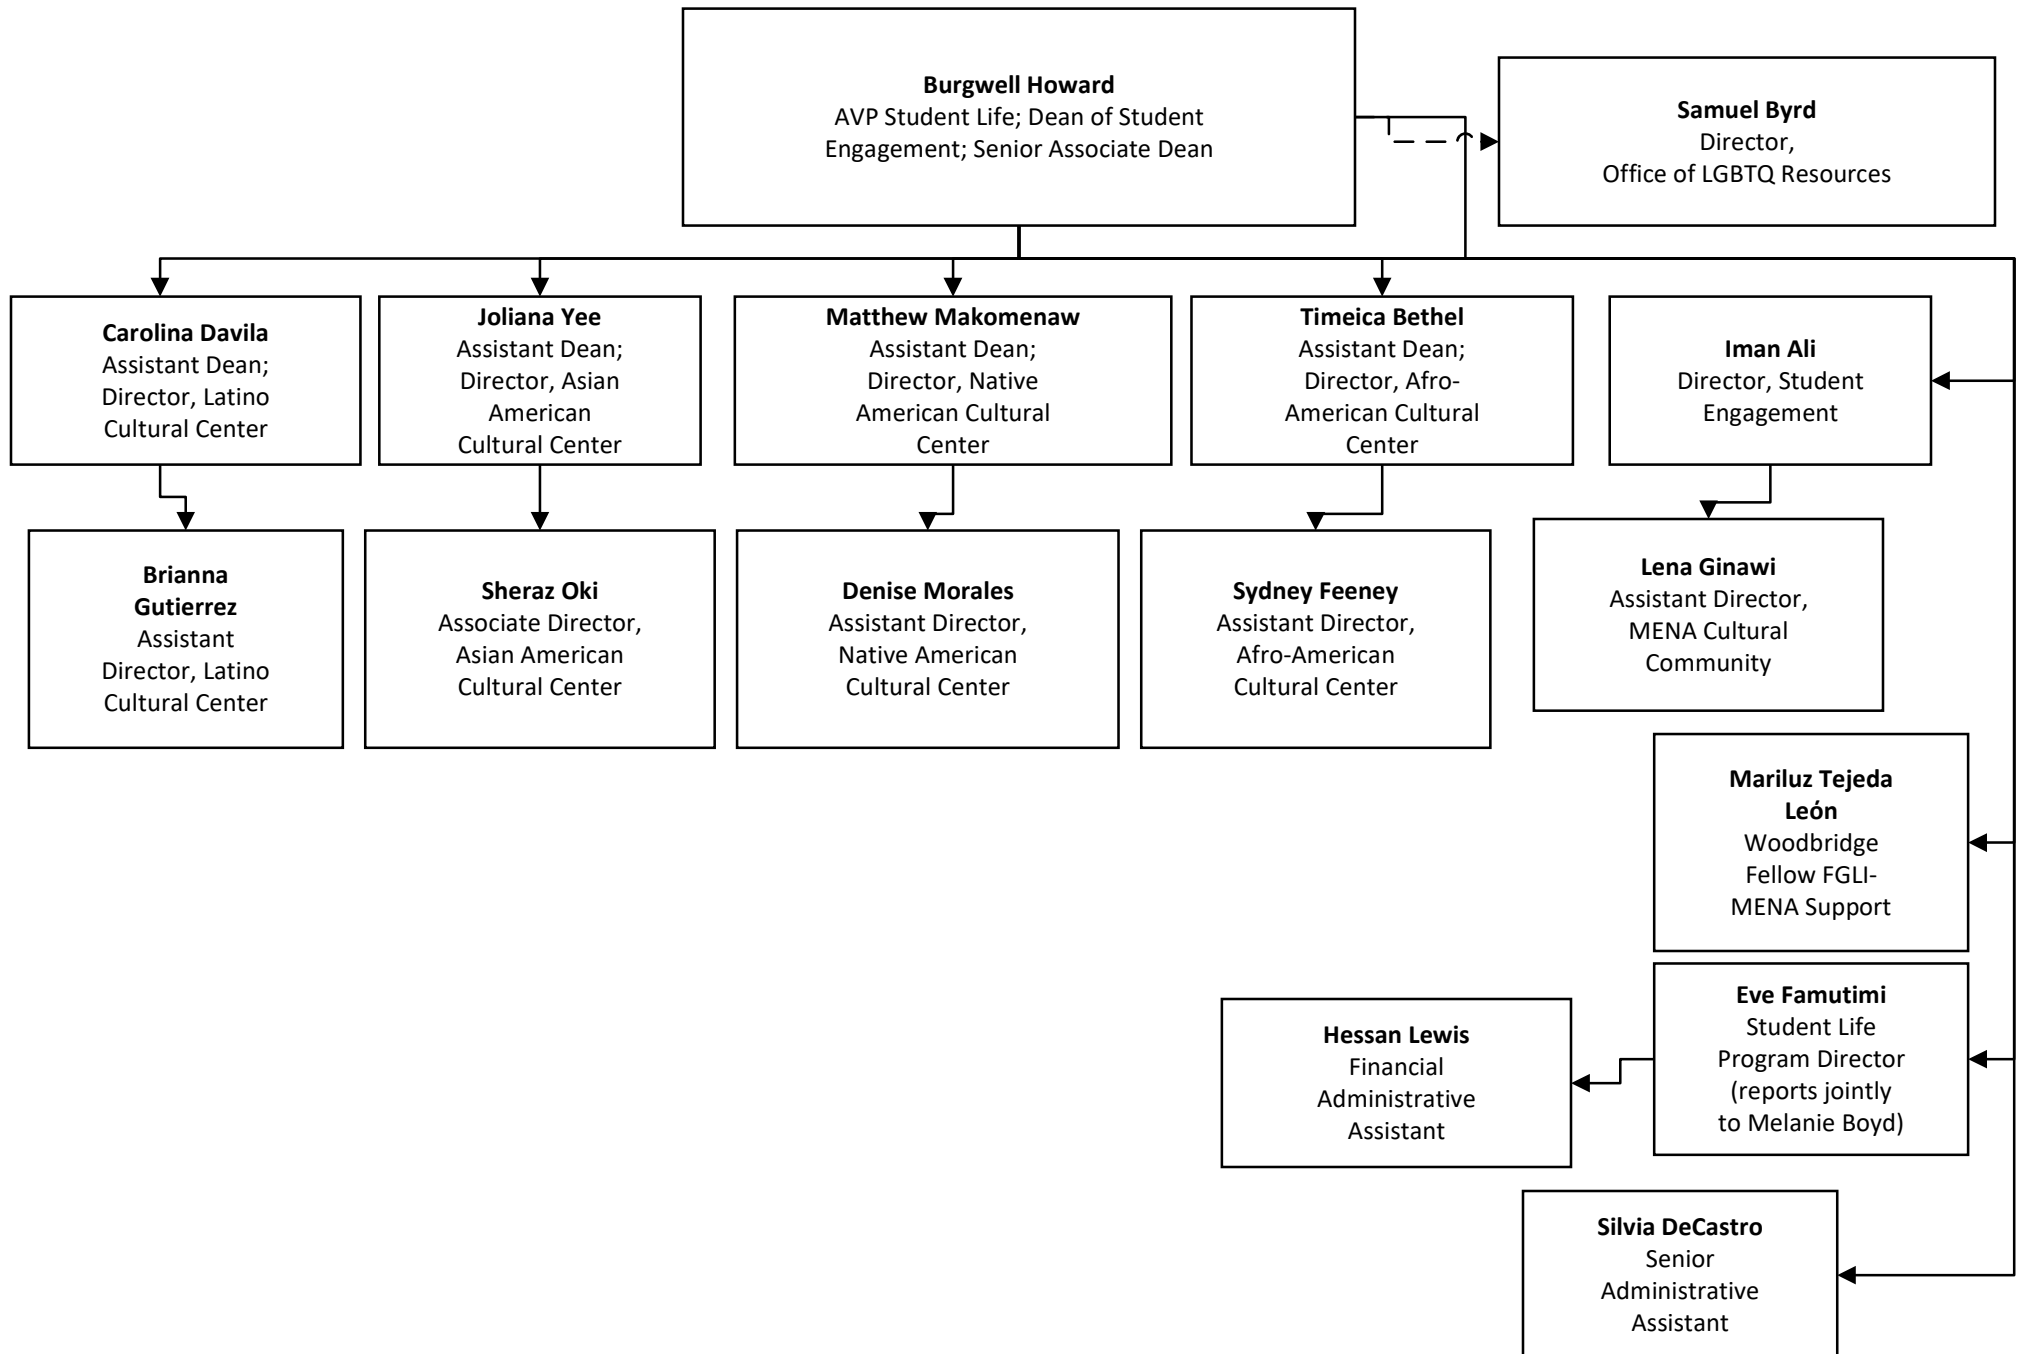 Burgwell Howard
AVP Student Life; Dean of Student
Engagement; Senior Associate Dean
Samuel Byrd
Director,
Office of LGBTQ Resources
Carolina Davila
Assistant Dean;
Director, Latino
Cultural Center
Joliana Yee
Assistant Dean;
Director, Asian
American
Cultural Center
Matthew Makomenaw
Assistant Dean;
Director, Native
American Cultural
Center
Timeica Bethel
Assistant Dean;
Director, Afro-
American Cultural
Center
Iman Ali
Director, Student
Engagement
Brianna
Gutierrez
Assistant
Director, Latino
Cultural Center
Sheraz Oki
Associate Director,
Asian American
Cultural Center
Denise Morales
Assistant Director,
Native American
Cultural Center
Sydney Feeney
Assistant Director,
Afro-American
Cultural Center
Lena Ginawi
Assistant Director,
MENA Cultural
Community
Mariluz Tejeda
León
Woodbridge
Fellow FGLI-
MENA Support
Hessan Lewis
Financial
Administrative
Assistant
Eve Famutimi
Student Life
Program Director
(reports jointly
to Melanie Boyd)
Silvia DeCastro
Senior
Administrative
Assistant